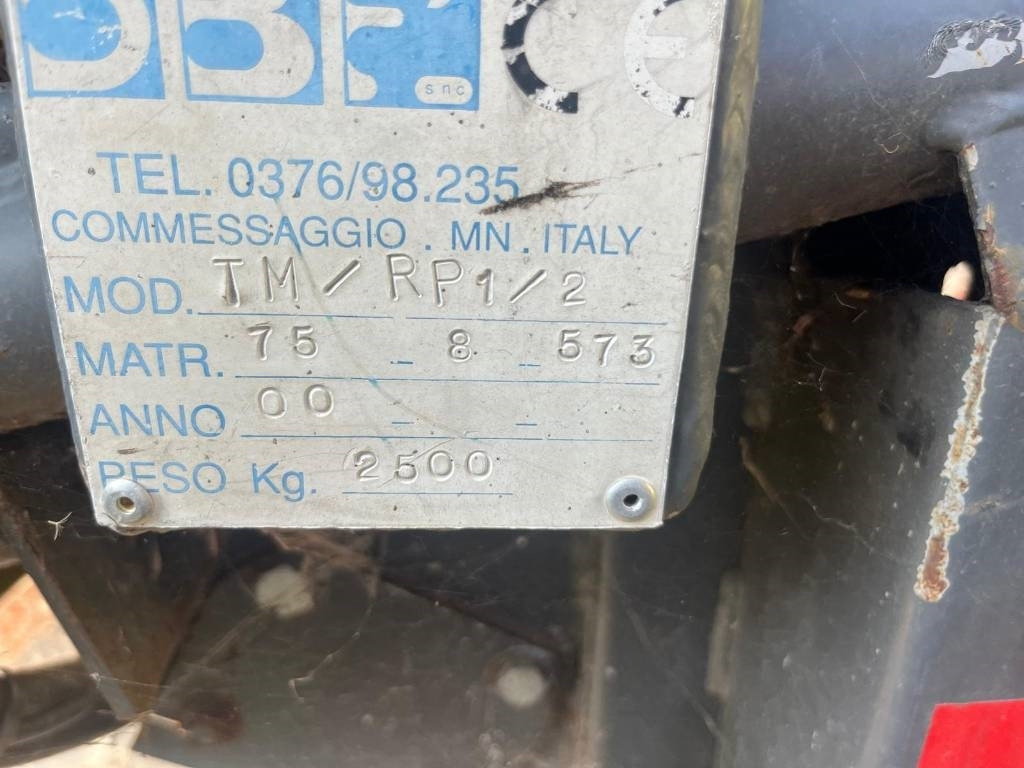 snc CE
TEL. 0376/98.235
COMMESSAGGIO . MN . ITALY
MOD. TM/RP1/2
MATR. 75 - 8 - 573
ANNO 00 - -
PESO Kg. 2500